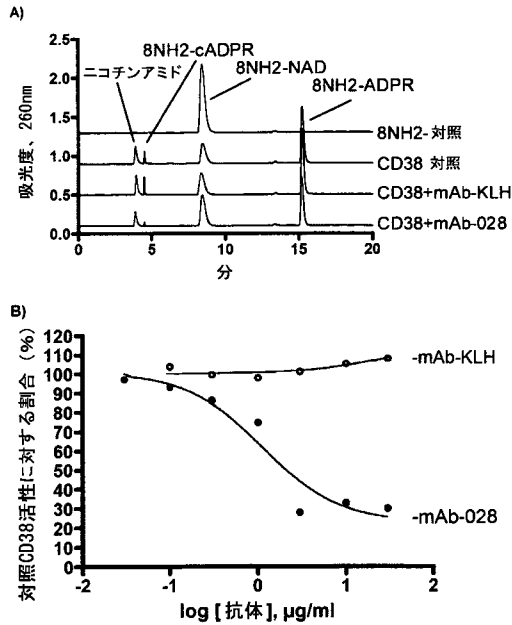 A)
8NH2-cADPR
ニコチンアミド
8NH2-NAD
8NH2-ADPR
吸光度、260nm
2.5
2.0
1.5
1.0
0.5
0.0
8NH2-対照
CD38 対照
CD38+mAb-KLH
CD38+mAb-028
0 5 10 15 20
分
B)
対照CD38活性に対する割合（%）
120
110
100
90
80
70
60
50
40
30
20
10
0
-mAb-KLH
-mAb-028
-2 -1 0 1 2
log [抗体], µg/ml